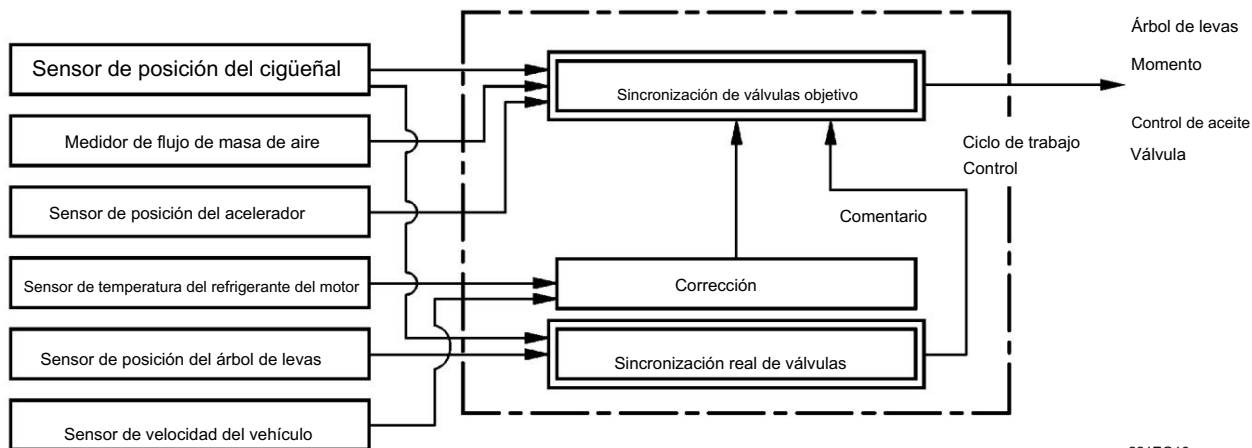 Sensor de posición del cigüeñal
Medidor de flujo de masa de aire
Sensor de posición del acelerador
Sensor de temperatura del refrigerante del motor
Sensor de posición del árbol de levas
Sensor de velocidad del vehículo
Sincronización de válvulas objetivo
Corrección
Sincronización real de válvulas
Comentario
Ciclo de trabajo
Control
Árbol de levas
Momento
Control de aceite
Válvula